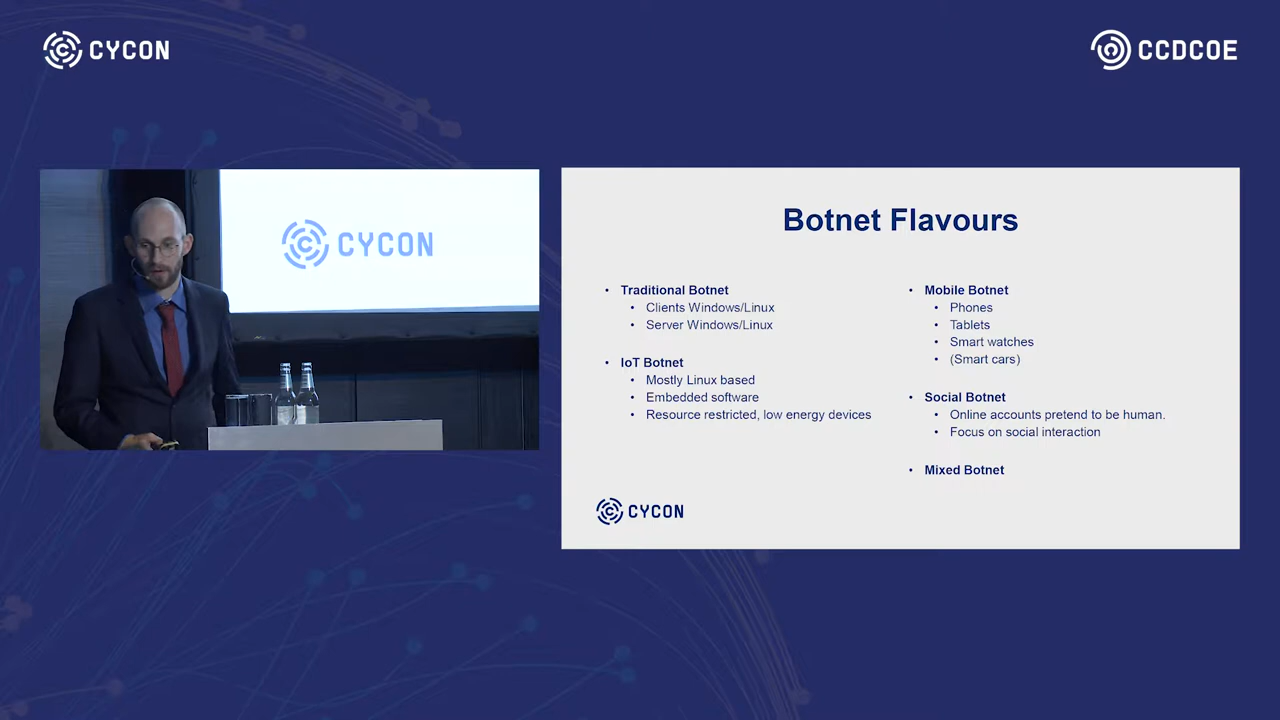 CYCON
CCDCOE
CYCON
Botnet Flavours
• Traditional Botnet
• Clients Windows/Linux
• Server Windows/Linux
• IoT Botnet
• Mostly Linux based
• Embedded software
• Resource restricted, low energy devices
• Mobile Botnet
• Phones
• Tablets
• Smart watches
• (Smart cars)
• Social Botnet
• Online accounts pretend to be human.
• Focus on social interaction
• Mixed Botnet
CYCON